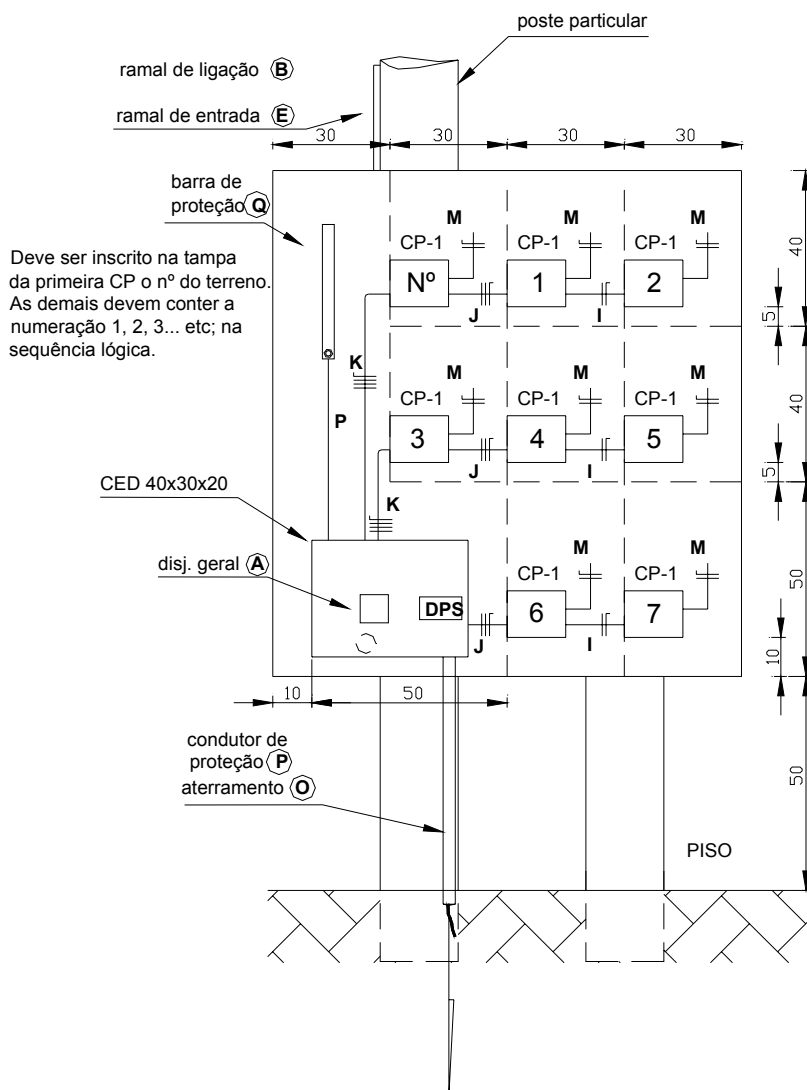 poste particular
ramal de ligação B
ramal de entrada E
30 30 30 30
barra de
proteção Q
Deve ser inscrito na tampa
da primeira CP o nº do terreno.
As demais devem conter a
numeração 1, 2, 3... etc; na
sequência lógica.
M M M
CP-1 CP-1 CP-1
Nº 1 2
J I
40
5
K
P
M M M
CP-1 CP-1 CP-1
3 4 5
J I
40
5
K
CED 40x30x20
disj. geral A
DPS
M M
CP-1 CP-1
6 7
J I
50
10
10 50
condutor de
proteção P
aterramento O
50
PISO